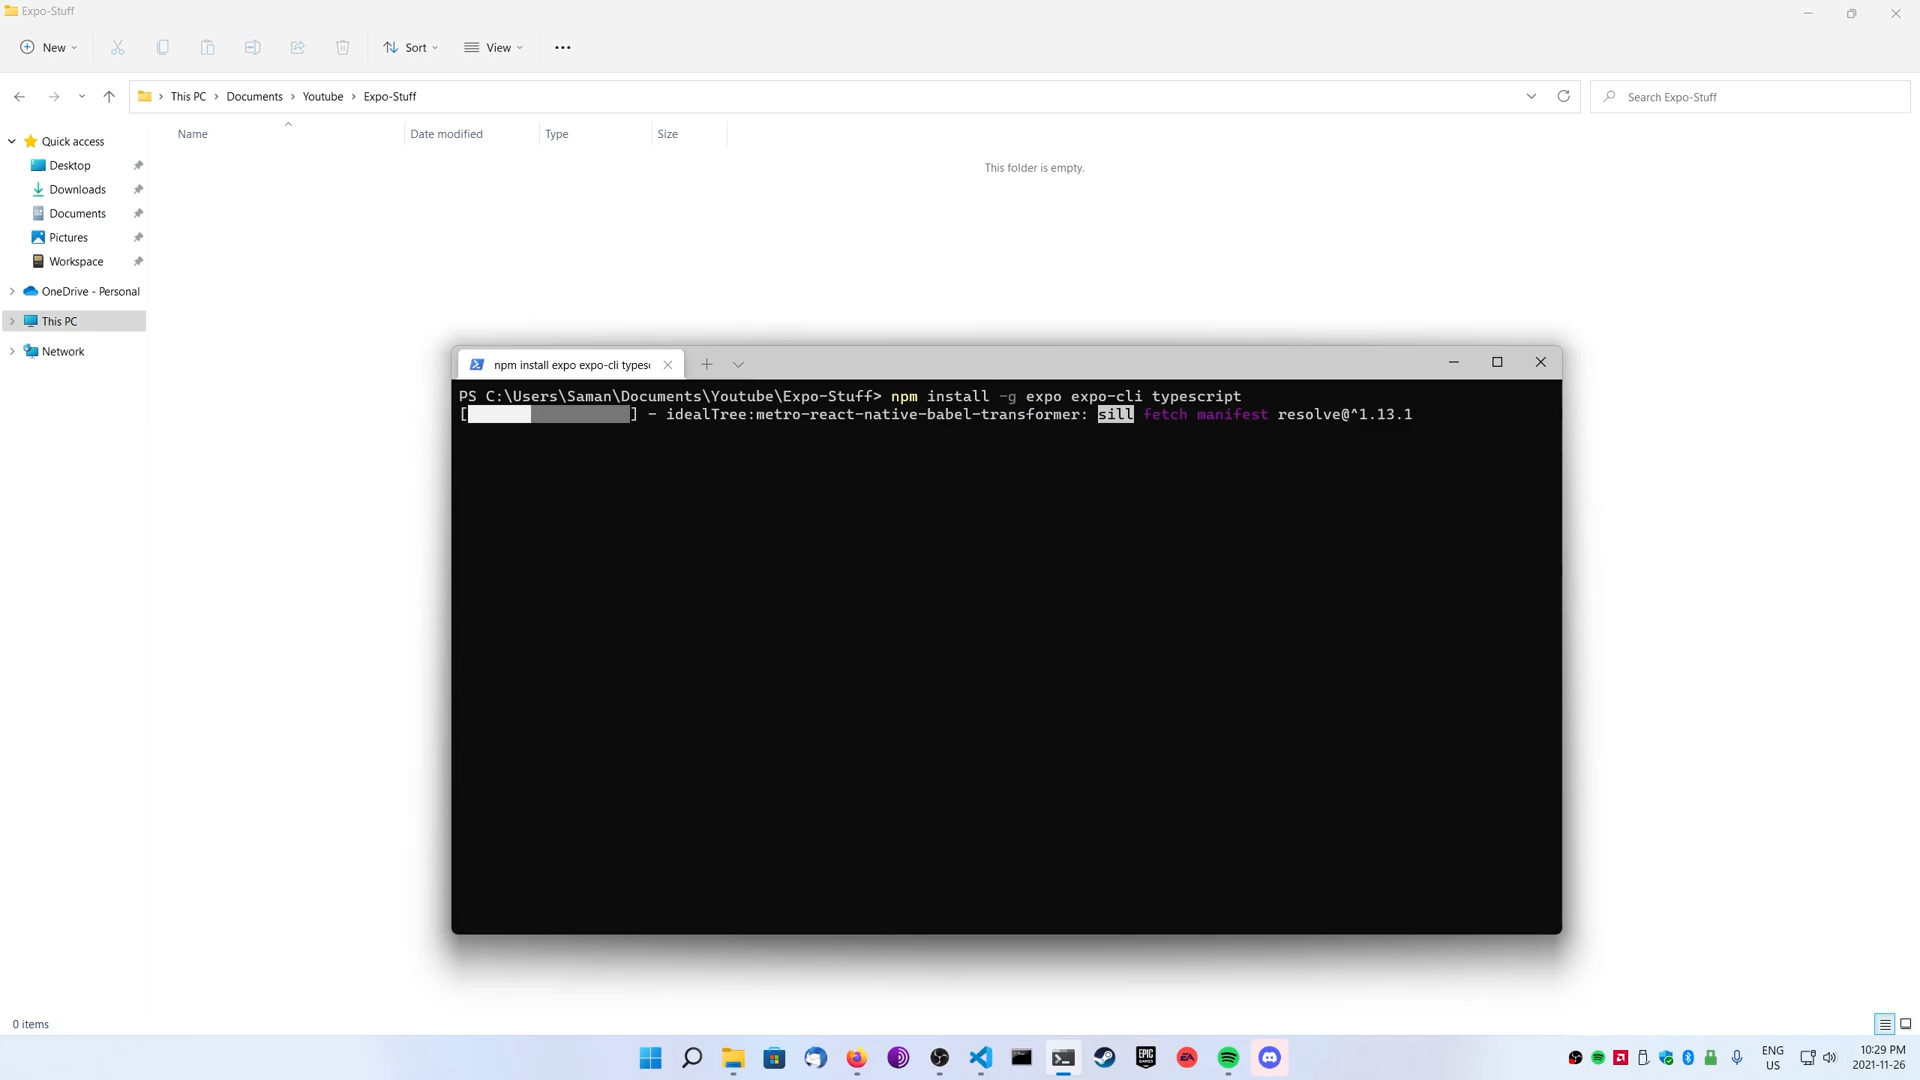 Expo-Stuff
New
Sort
View
This PC > Documents > Youtube > Expo-Stuff
Search Expo-Stuff
Name
Date modified
Type
Size
This folder is empty.
Quick access
Desktop
Downloads
Documents
Pictures
Workspace
OneDrive - Personal
This PC
Network
npm install expo expo-cli typesc
PS C:\Users\Saman\Documents\Youtube\Expo-Stuff> npm install -g expo expo-cli typescript
[] - idealTree:metro-react-native-babel-transformer: sill fetch manifest resolve@^1.13.1
0 items
EPIC
GAMES
EA
ENG
US
10:29 PM
2021-11-26